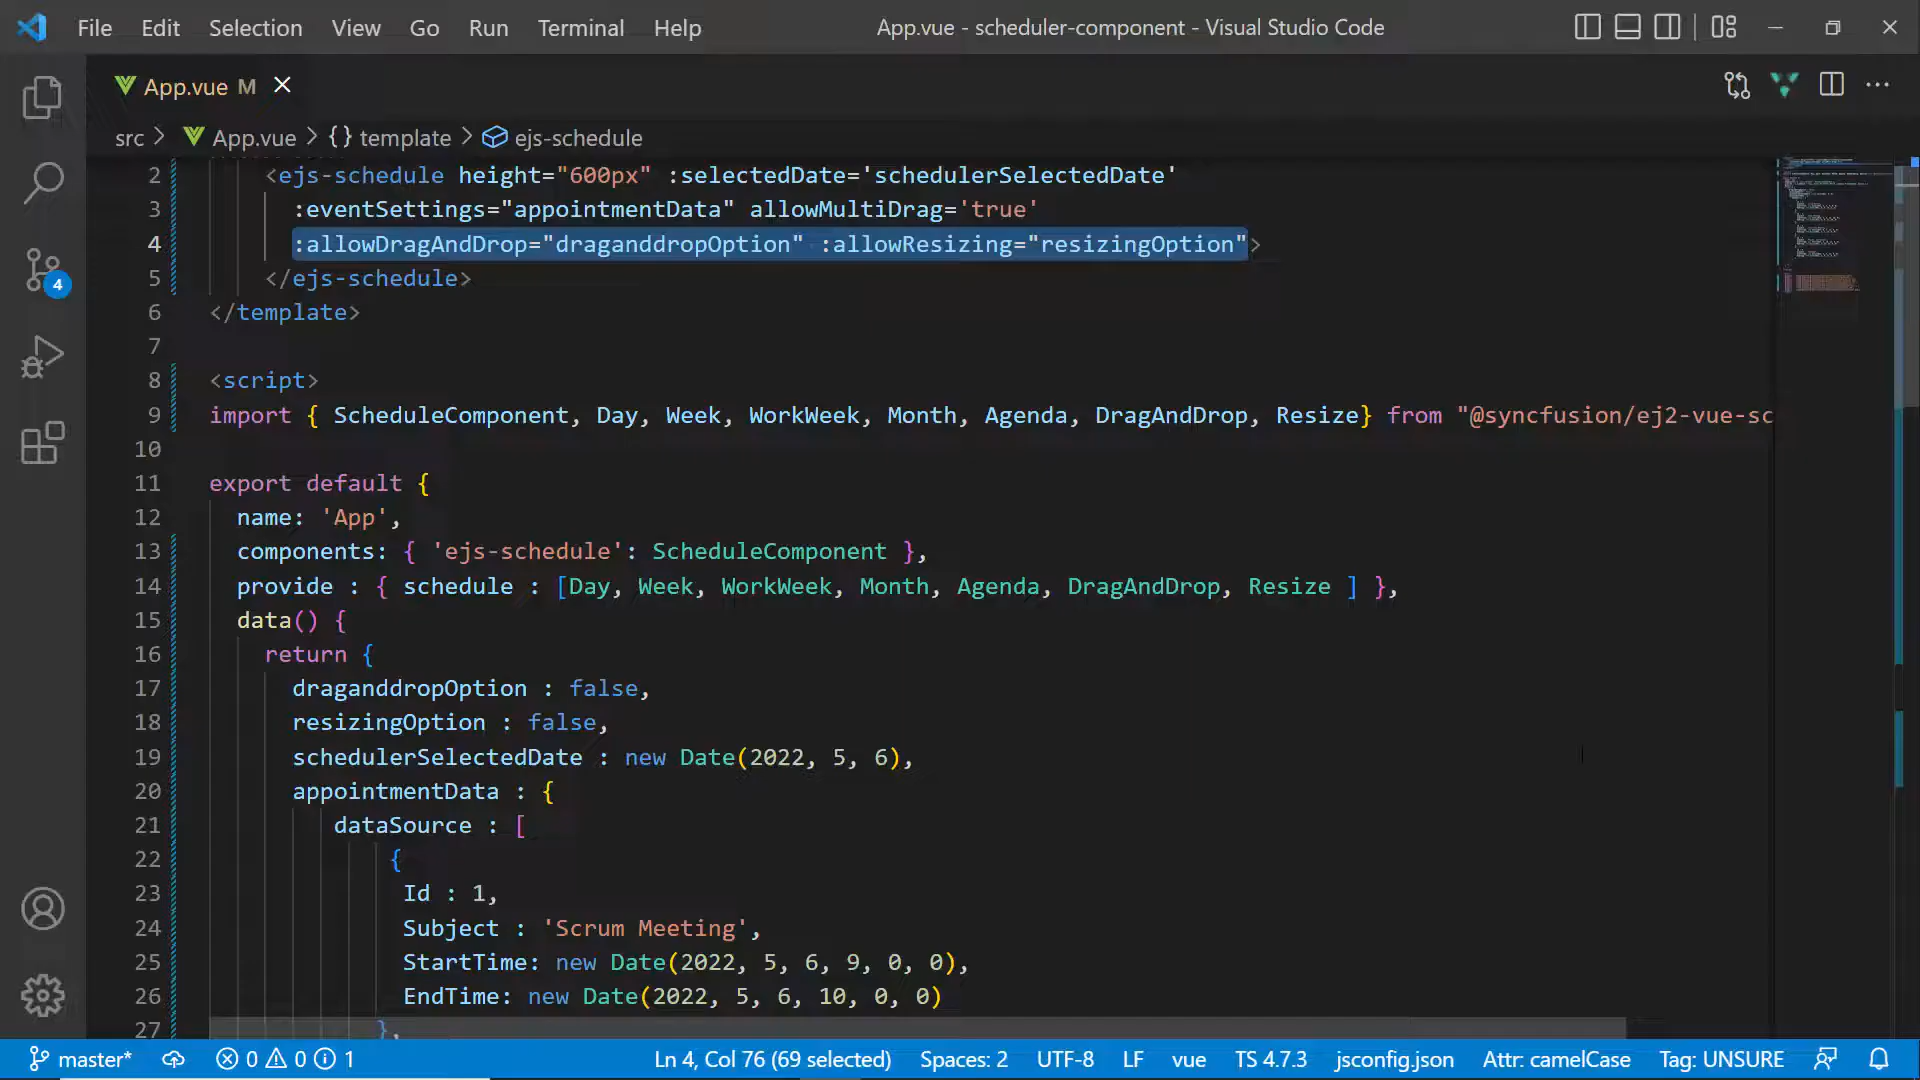 File Edit Selection View Go Run Terminal Help App.vue - scheduler-component - Visual Studio Code
App.vue M
src > App.vue > {} template > ejs-schedule
2 <ejs-schedule height="600px" :selectedDate='schedulerSelectedDate'
3 :eventSettings="appointmentData" allowMultiDrag='true'
4 :allowDragAndDrop="draganddropOption" :allowResizing="resizingOption">
5 </ejs-schedule>
6 </template>
7
8 <script>
9 import { ScheduleComponent, Day, Week, WorkWeek, Month, Agenda, DragAndDrop, Resize} from "@syncfusion/ej2-vue-sc
10
11 export default {
12 name: 'App',
13 components: { 'ejs-schedule': ScheduleComponent },
14 provide : { schedule : [Day, Week, WorkWeek, Month, Agenda, DragAndDrop, Resize ] },
15 data() {
16 return {
17 draganddropOption : false,
18 resizingOption : false,
19 schedulerSelectedDate : new Date(2022, 5, 6),
20 appointmentData : {
21 dataSource : [
22 {
23 Id : 1,
24 Subject : 'Scrum Meeting',
25 StartTime: new Date(2022, 5, 6, 9, 0, 0),
26 EndTime: new Date(2022, 5, 6, 10, 0, 0)
27 },
4
master* 0 0 1 Ln 4, Col 76 (69 selected) Spaces: 2 UTF-8 LF vue TS 4.7.3 jsconfig.json Attr: camelCase Tag: UNSURE